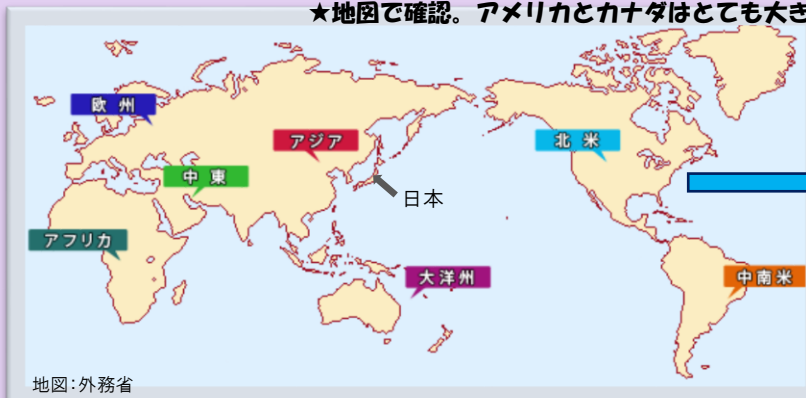 ★地図で確認。アメリカとカナダはとても大き
欧州
アジア
北米
中東
日本
アフリカ
大洋州
中南米
地図:外務省